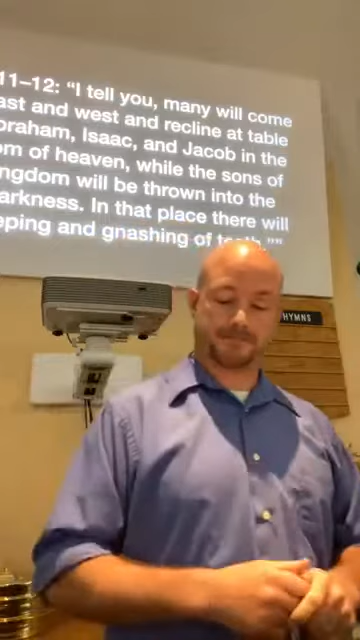 11–12: “I tell you, many will come
ast and west and recline at table
braham, Isaac, and Jacob in the
om of heaven, while the sons of
ngdom will be thrown into the
arkness. In that place there will
eping and gnashing of teeth.”"
HYMNS